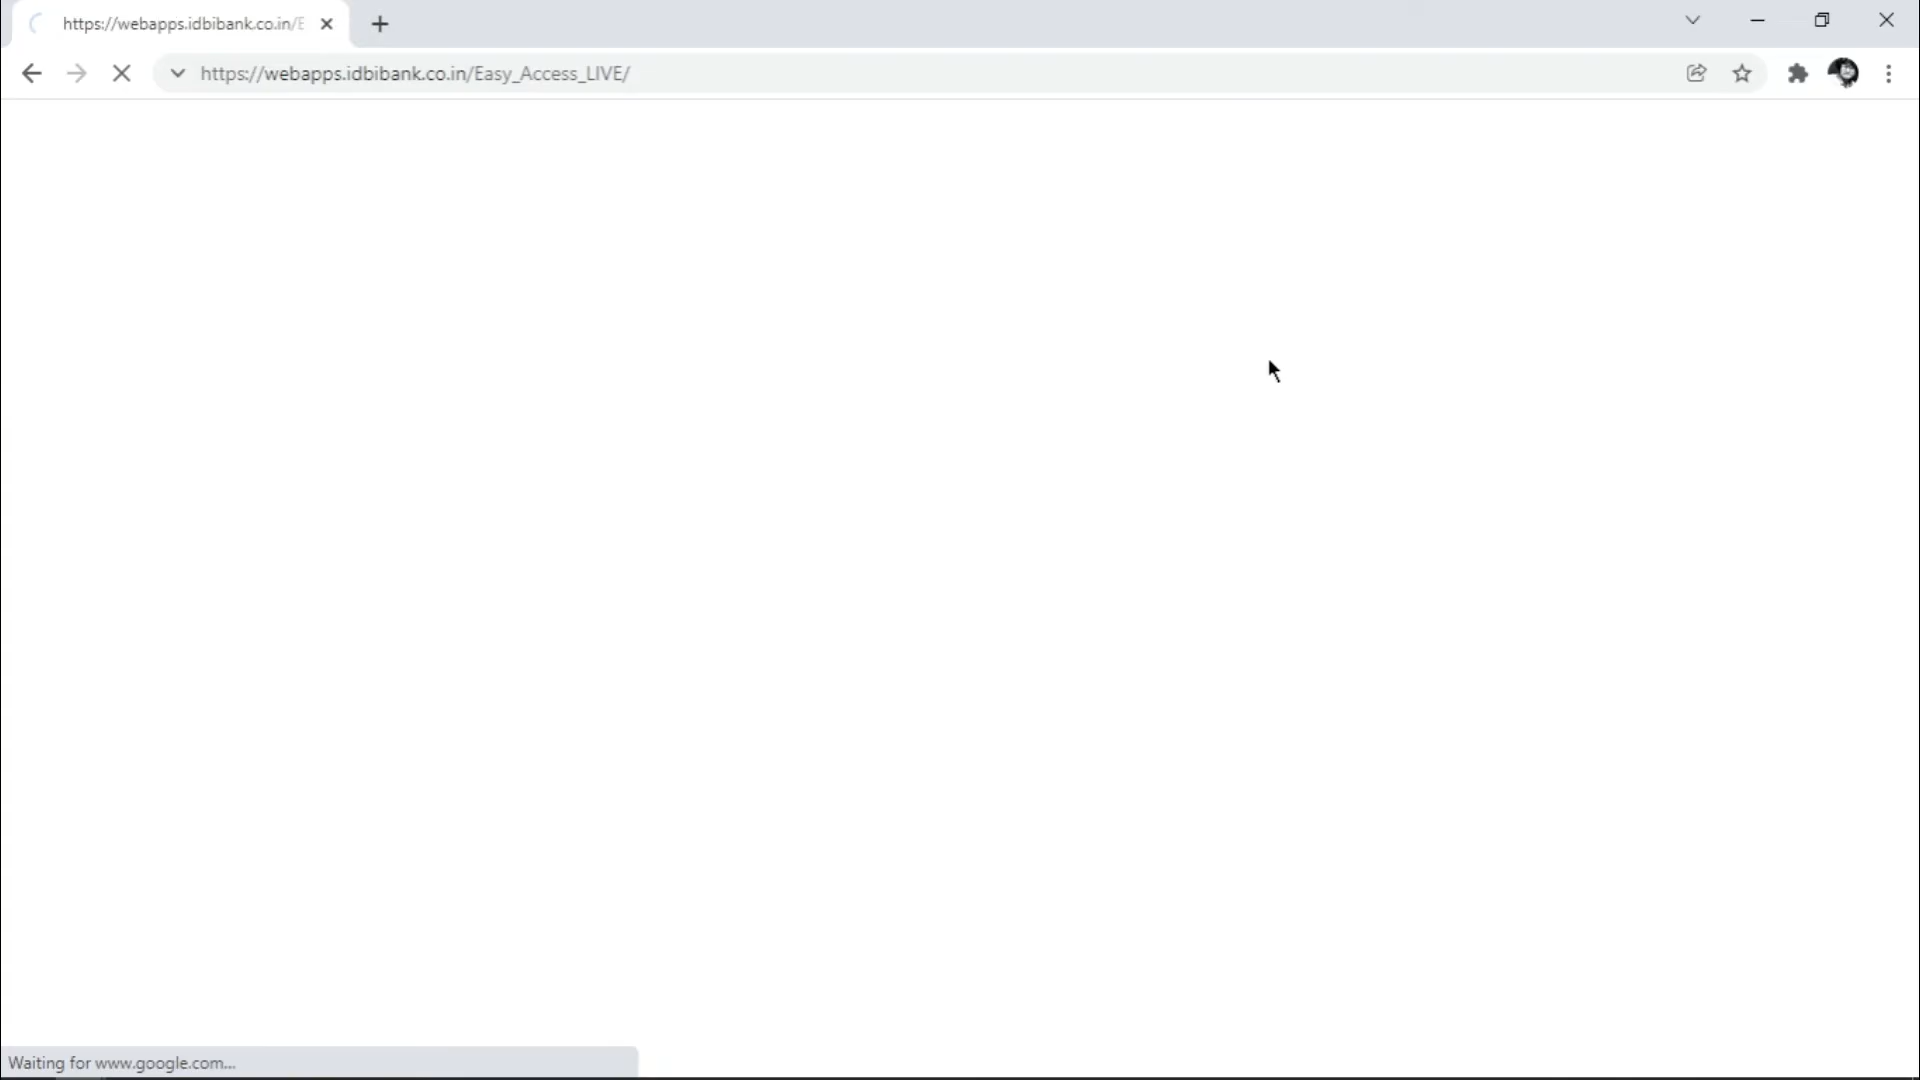 https://webapps.idbibank.co.in/E
https://webapps.idbibank.co.in/Easy_Access_LIVE/
Waiting for www.google.com...